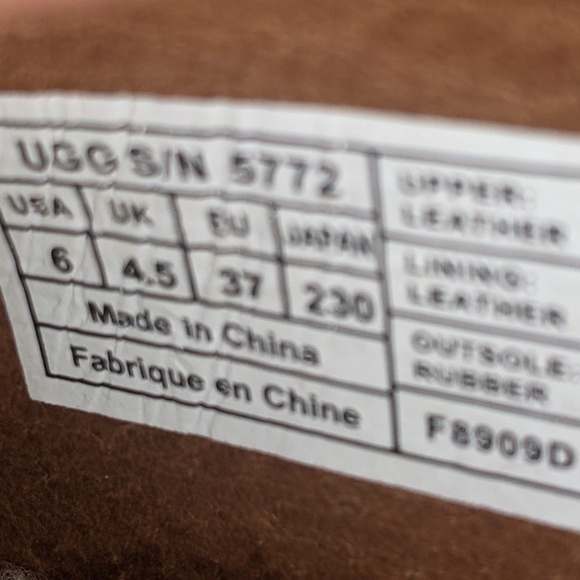 UGG S/N 5772
USA UK EU JAPAN
6 4.5 37 230
Made in China
Fabrique en Chine
UPPER:
LEATHER
LINING:
LEATHER
OUTSOLE:
RUBBER
F8909D